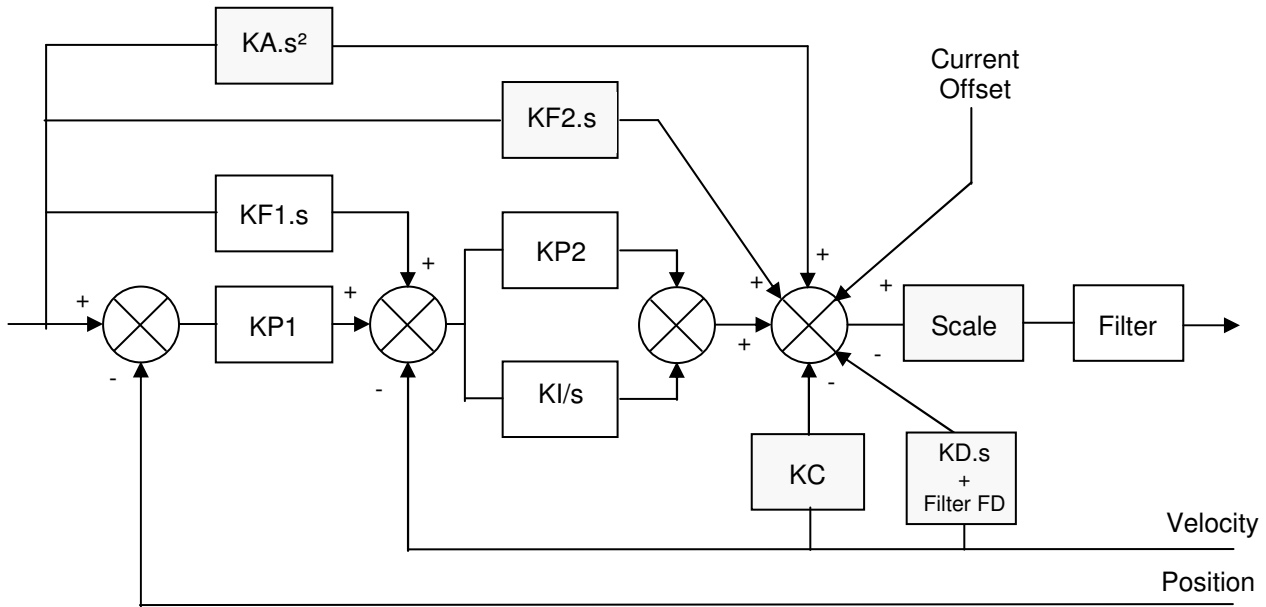 KA.s²
Current
Offset
KF2.s
KF1.s
KP2
+
+
+
+
+
+
KP1
Scale
Filter
+
-
-
-
-
KI/s
KC
KD.s
+
Filter FD
Velocity
Position